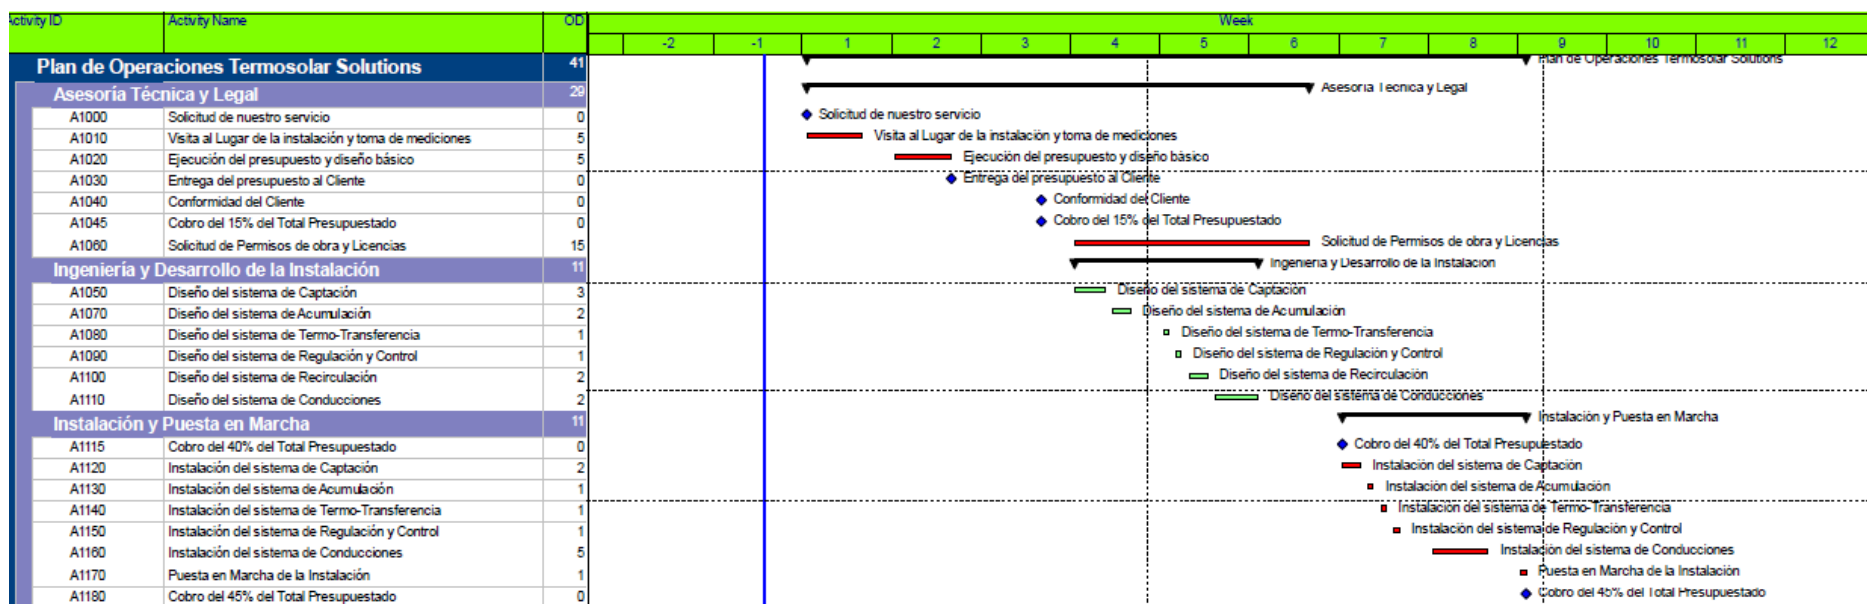 Activity ID Activity Name OD Week
-2 -1 1 2 3 4 5 6 7 8 9 10 11 12
Plan de Operaciones Termosolar Solutions 41 Plan de Operaciones Termosolar Solutions
Asesoría Técnica y Legal 29 Asesoría Técnica y Legal
A1000 Solicitud de nuestro servicio 0 Solicitud de nuestro servicio
A1010 Visita al Lugar de la instalación y toma de mediciones 5 Visita al Lugar de la instalación y toma de mediciones
A1020 Ejecución del presupuesto y diseño básico 5 Ejecución del presupuesto y diseño básico
A1030 Entrega del presupuesto al Cliente 0 Entrega del presupuesto al Cliente
A1040 Conformidad del Cliente 0 Conformidad del Cliente
A1045 Cobro del 15% del Total Presupuestado 0 Cobro del 15% del Total Presupuestado
A1060 Solicitud de Permisos de obra y Licencias 15 Solicitud de Permisos de obra y Licencias
Ingeniería y Desarrollo de la Instalación 11 Ingeniería y Desarrollo de la Instalación
A1050 Diseño del sistema de Captación 3 Diseño del sistema de Captación
A1070 Diseño del sistema de Acumulación 2 Diseño del sistema de Acumulación
A1080 Diseño del sistema de Termo-Transferencia 1 Diseño del sistema de Termo-Transferencia
A1090 Diseño del sistema de Regulación y Control 1 Diseño del sistema de Regulación y Control
A1100 Diseño del sistema de Recirculación 2 Diseño del sistema de Recirculación
A1110 Diseño del sistema de Conducciones 2 Diseño del sistema de Conducciones
Instalación y Puesta en Marcha 11 Instalación y Puesta en Marcha
A1115 Cobro del 40% del Total Presupuestado 0 Cobro del 40% del Total Presupuestado
A1120 Instalación del sistema de Captación 2 Instalación del sistema de Captación
A1130 Instalación del sistema de Acumulación 1 Instalación del sistema de Acumulación
A1140 Instalación del sistema de Termo-Transferencia 1 Instalación del sistema de Termo-Transferencia
A1150 Instalación del sistema de Regulación y Control 1 Instalación del sistema de Regulación y Control
A1160 Instalación del sistema de Conducciones 5 Instalación del sistema de Conducciones
A1170 Puesta en Marcha de la Instalación 1 Puesta en Marcha de la Instalación
A1180 Cobro del 45% del Total Presupuestado 0 Cobro del 45% del Total Presupuestado